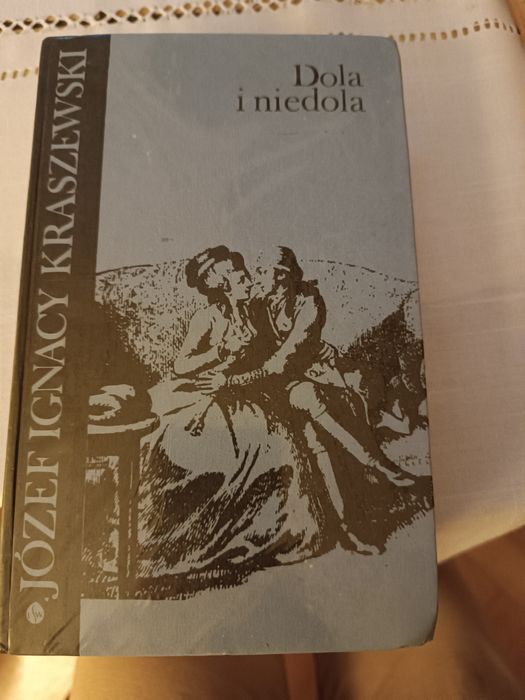 JÓZEF IGNACY KRASZEWSKI
Dola
i niedola